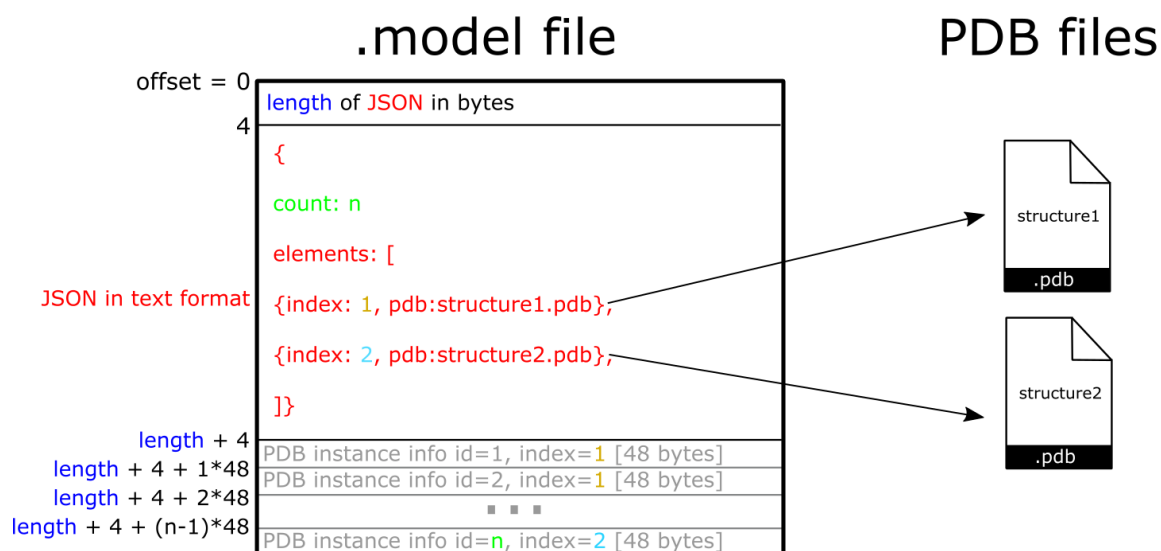 .model file
PDB files
offset = 0
length of JSON in bytes
4
{
count: n
elements: [
JSON in text format
{index: 1, pdb:structure1.pdb},
{index: 2, pdb:structure2.pdb},
]}
structure1
.pdb
structure2
.pdb
length + 4
PDB instance info id=1, index=1 [48 bytes]
length + 4 + 1*48
PDB instance info id=2, index=1 [48 bytes]
length + 4 + 2*48
...
length + 4 + (n-1)*48
PDB instance info id=n, index=2 [48 bytes]